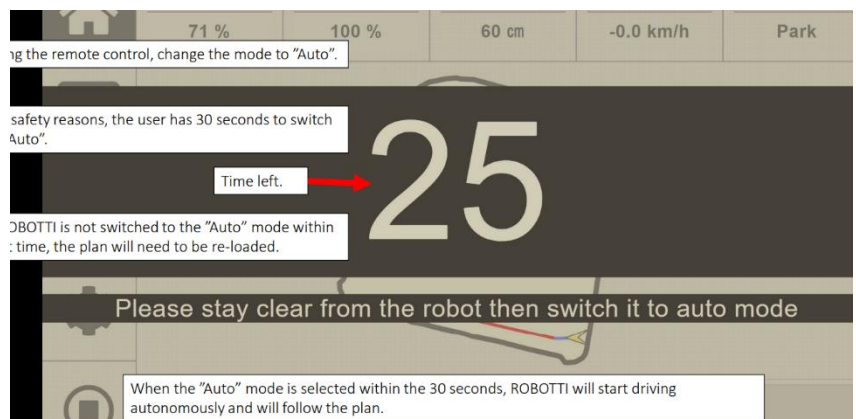 71 % 100 % 60 cm -0.0 km/h Park
ng the remote control, change the mode to ”Auto”.
safety reasons, the user has 30 seconds to switch
”Auto”.
25
Time left.
OBOTTI is not switched to the ”Auto” mode within
t time, the plan will need to be re-loaded.
Please stay clear from the robot then switch it to auto mode
When the ”Auto” mode is selected within the 30 seconds, ROBOTTI will start driving
autonomously and will follow the plan.